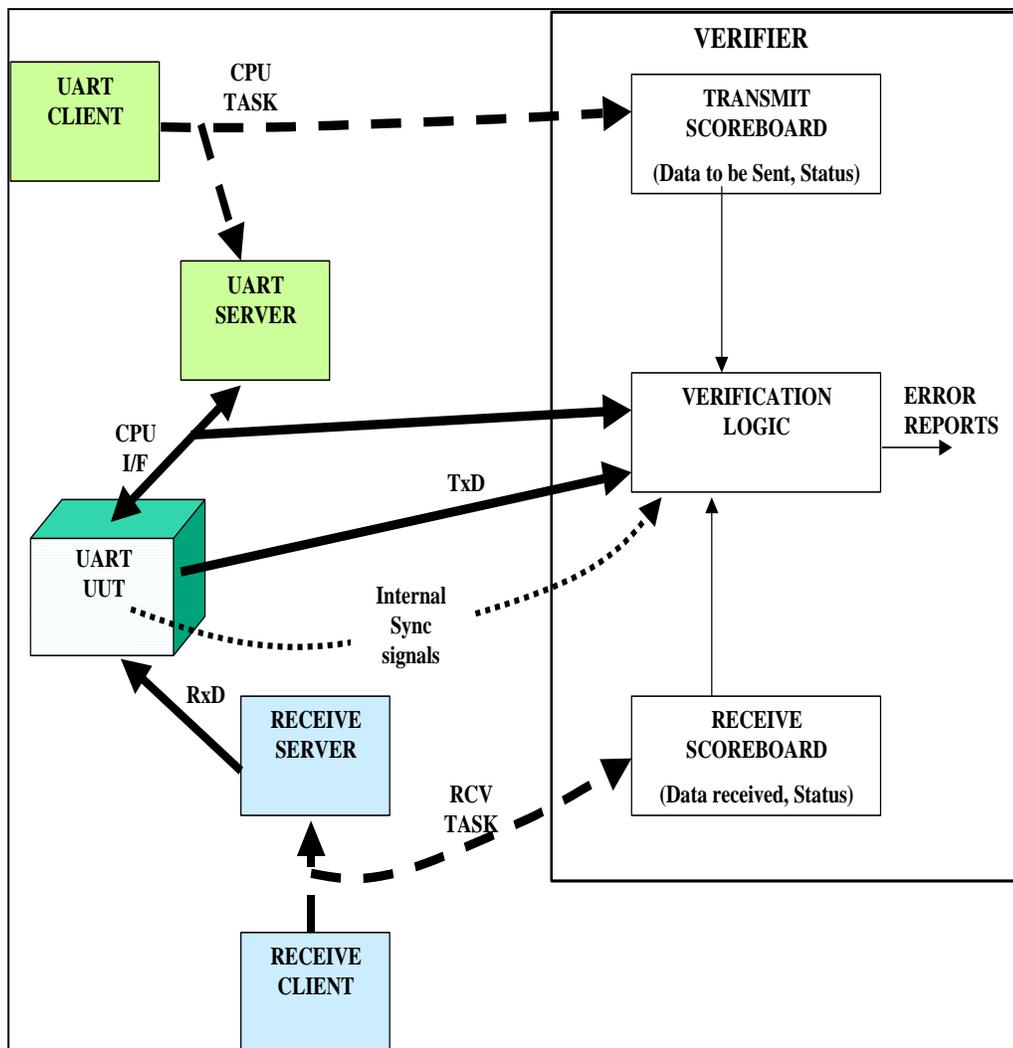 VERIFIER
UART
CLIENT
CPU
TASK
TRANSMIT
SCOREBOARD
(Data to be Sent, Status)
UART
SERVER
CPU
I/F
VERIFICATION
LOGIC
ERROR
REPORTS
TxD
UART
UUT
Internal
Sync
signals
RxD
RECEIVE
SERVER
RECEIVE
SCOREBOARD
(Data received, Status)
RCV
TASK
RECEIVE
CLIENT